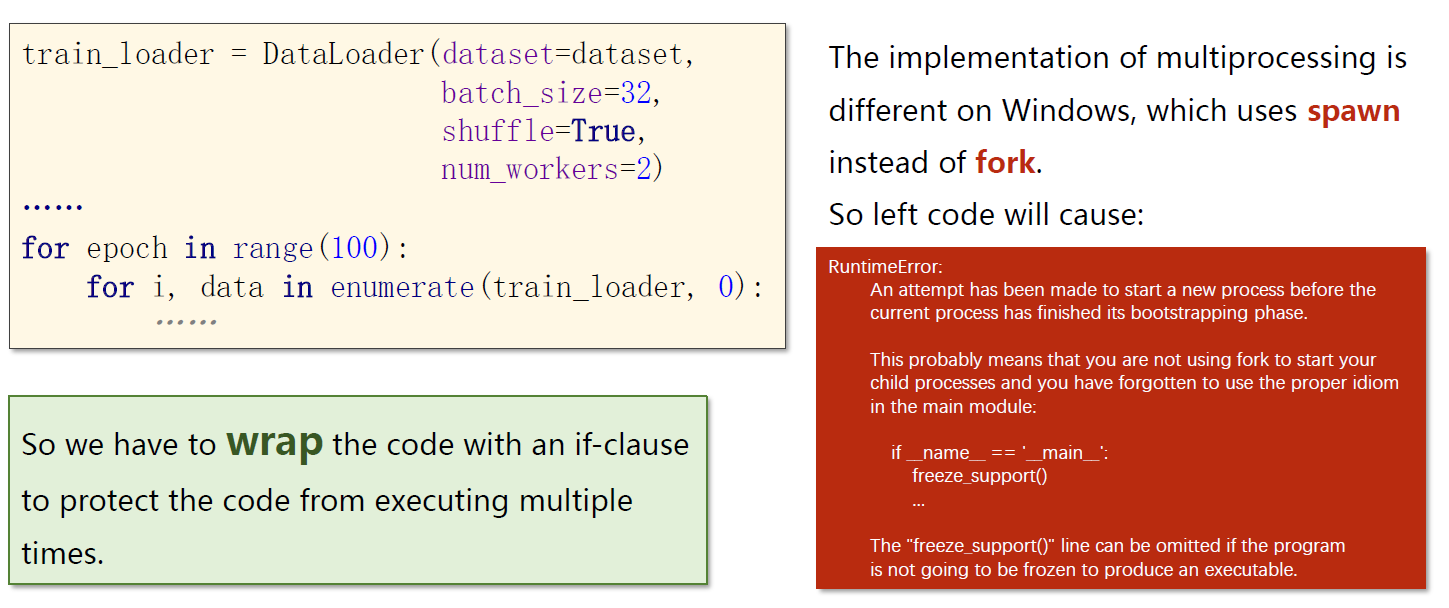 train_loader = DataLoader(dataset=dataset,
batch_size=32,
shuffle=True,
num_workers=2)
······
for epoch in range(100):
for i, data in enumerate(train_loader, 0):
······
So we have to wrap the code with an if-clause
to protect the code from executing multiple
times.
The implementation of multiprocessing is
different on Windows, which uses spawn
instead of fork.
So left code will cause:
RuntimeError:
An attempt has been made to start a new process before the
current process has finished its bootstrapping phase.
This probably means that you are not using fork to start your
child processes and you have forgotten to use the proper idiom
in the main module:
if __name__ == '__main__':
freeze_support()
...
The "freeze_support()" line can be omitted if the program
is not going to be frozen to produce an executable.